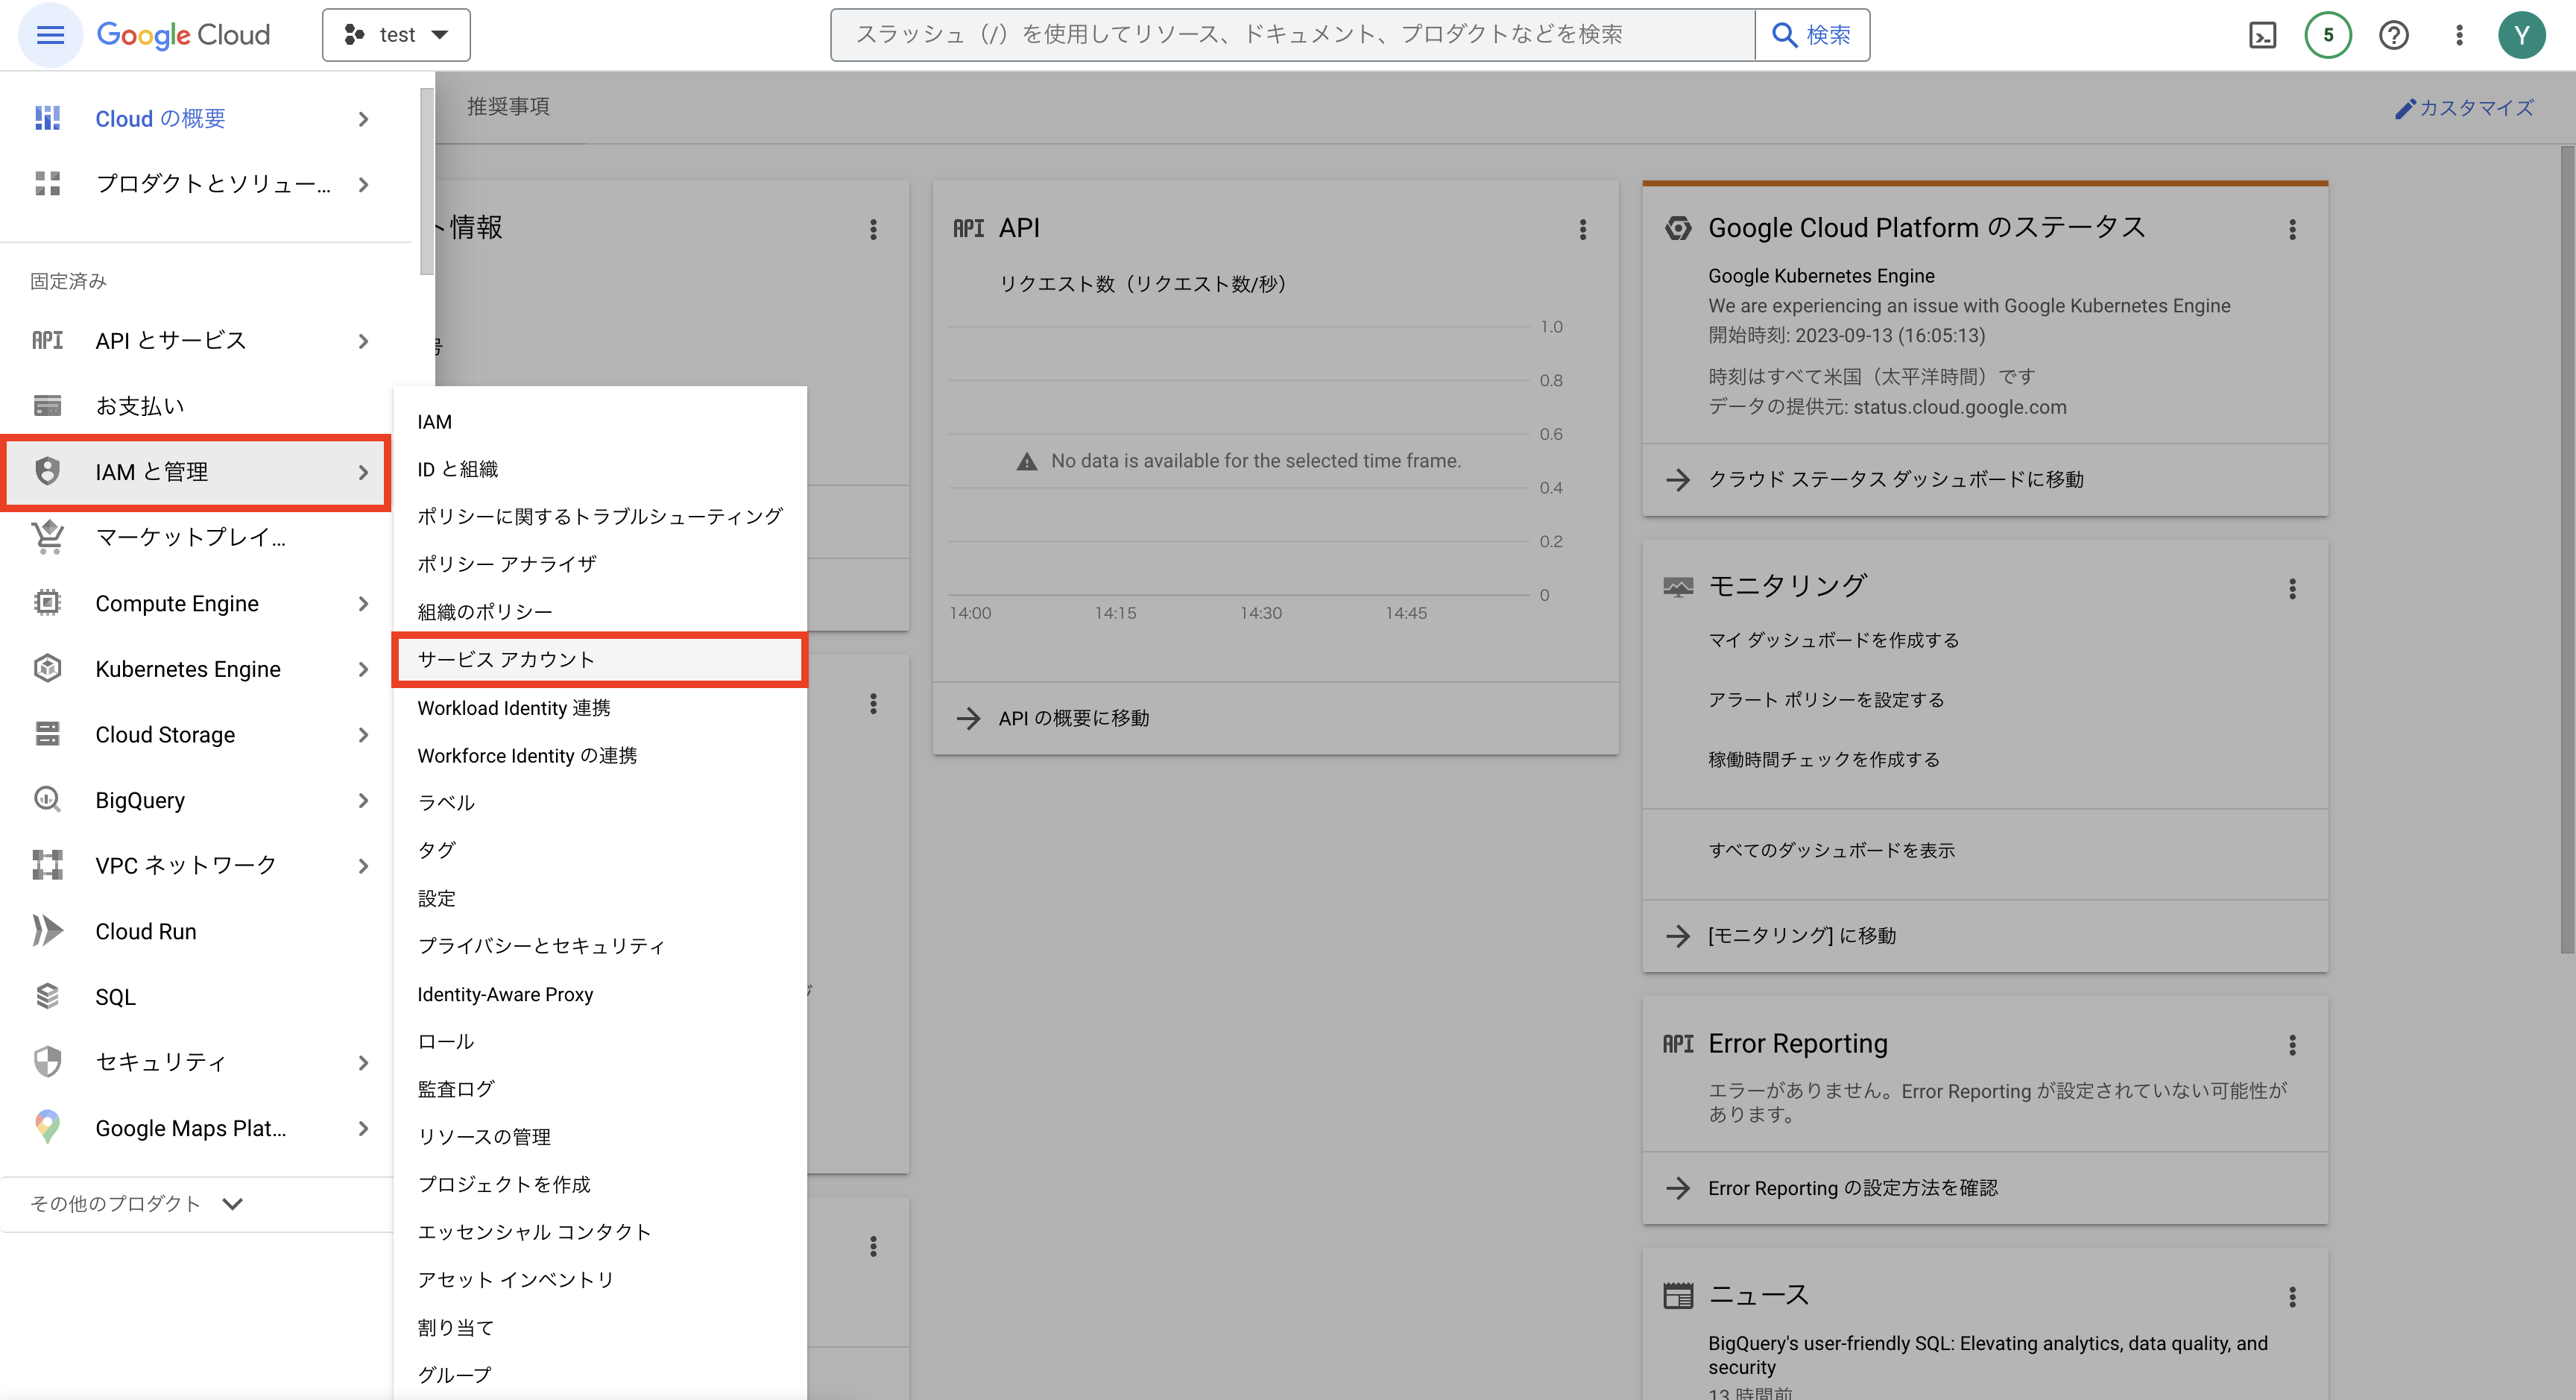 Google Cloud
test
スラッシュ（/）を使用してリソース、ドキュメント、プロダクトなどを検索
検索
5
Y
Cloud の概要
プロダクトとソリュー...
固定済み
API API とサービス
お支払い
IAM と管理
マーケットプレイ...
Compute Engine
Kubernetes Engine
Cloud Storage
BigQuery
VPC ネットワーク
Cloud Run
SQL
セキュリティ
Google Maps Plat...
その他のプロダクト
IAM
ID と組織
ポリシーに関するトラブルシューティング
ポリシー アナライザ
組織のポリシー
サービス アカウント
Workload Identity 連携
Workforce Identity の連携
ラベル
タグ
設定
プライバシーとセキュリティ
Identity-Aware Proxy
ロール
監査ログ
リソースの管理
プロジェクトを作成
エッセンシャル コンタクト
アセット インベントリ
割り当て
グループ
推奨事項
カスタマイズ
ト情報
API API
リクエスト数（リクエスト数/秒）
1.0
0.8
0.6
No data is available for the selected time frame.
0.4
0.2
0
14:00 14:15 14:30 14:45
API の概要に移動
Google Cloud Platform のステータス
Google Kubernetes Engine
We are experiencing an issue with Google Kubernetes Engine
開始時刻: 2023-09-13 (16:05:13)
時刻はすべて米国（太平洋時間）です
データの提供元: status.cloud.google.com
クラウド ステータス ダッシュボードに移動
モニタリング
マイ ダッシュボードを作成する
アラート ポリシーを設定する
稼働時間チェックを作成する
すべてのダッシュボードを表示
[モニタリング] に移動
API Error Reporting
エラーがありません。Error Reporting が設定されていない可能性が
あります。
Error Reporting の設定方法を確認
ニュース
BigQuery's user-friendly SQL: Elevating analytics, data quality, and
security
13 時間前